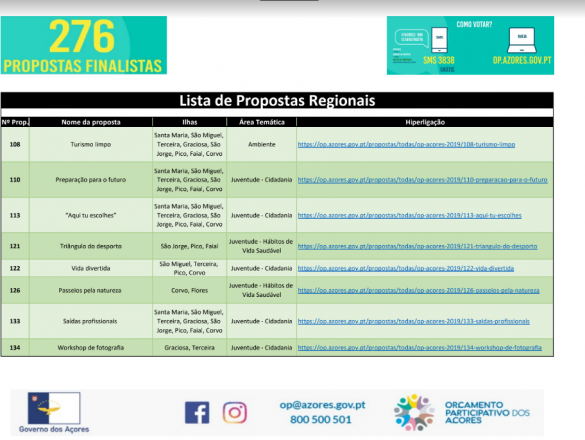 276
PROPOSTAS FINALISTAS
COMO VOTAR?
SMS 3838
GRÁTIS
OP.AZORES.GOV.PT
Lista de Propostas Regionais
Nº Prop. Nome da proposta Ilhas Área Temática Hiperligação
Santa Maria, São Miguel,
108 Turismo limpo Terceira, Graciosa, São Ambiente https://op.azores.gov.pt/propostas/todas/op-acores-2019/108-turismo-limpo
Jorge, Pico, Faial, Corvo
Santa Maria, São Miguel,
110 Preparação para o futuro Terceira, Graciosa, São Juventude - Cidadania https://op.azores.gov.pt/propostas/todas/op-acores-2019/110-preparacao-para-o-futuro
Jorge, Pico, Faial, Corvo
Santa Maria, São Miguel,
113 "Aqui tu escolhes" Terceira, Graciosa, São Juventude - Cidadania https://op.azores.gov.pt/propostas/todas/op-acores-2019/113-aqui-tu-escolhes
Jorge, Pico, Faial, Corvo
121 Triângulo do desporto São Jorge, Pico, Faial Juventude - Hábitos de Vida Saudável https://op.azores.gov.pt/propostas/todas/op-acores-2019/121-triangulo-do-desporto
122 Vida divertida São Miguel, Terceira, Pico, Corvo Juventude - Cidadania https://op.azores.gov.pt/propostas/todas/op-acores-2019/122-vida-divertida
126 Passeios pela natureza Corvo, Flores Juventude - Hábitos de Vida Saudável https://op.azores.gov.pt/propostas/todas/op-acores-2019/126-passeios-pela-natureza
Santa Maria, São Miguel,
133 Saídas profissionais Terceira, Graciosa, São Juventude - Cidadania https://op.azores.gov.pt/propostas/todas/op-acores-2019/133-saidas-profissionais
Jorge, Pico, Faial, Corvo
134 Workshop de fotografia Graciosa, Terceira Juventude - Cidadania https://op.azores.gov.pt/propostas/todas/op-acores-2019/134-workshop-de-fotografia
Governo dos Açores
op@azores.gov.pt
800 500 501
ORÇAMENTO
PARTICIPATIVO DOS
AÇORES